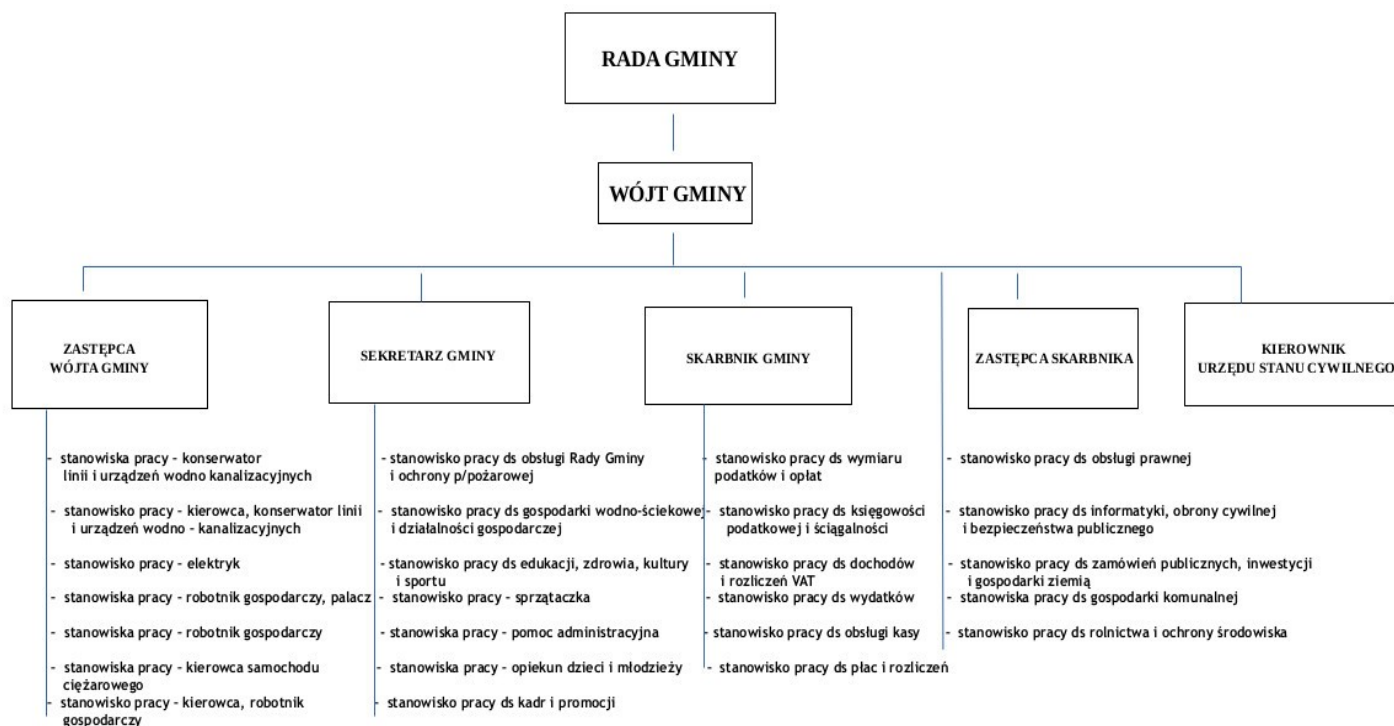 RADA GMINY
WÓJT GMINY
ZASTĘPCA
WÓJTA GMINY
SEKRETARZ GMINY
SKARBNIK GMINY
ZASTĘPCA SKARBNIKA
KIEROWNIK
URZĘDU STANU CYWILNEGO
- stanowiska pracy - konserwator
linii i urządzeń wodno kanalizacyjnych
- stanowisko pracy - kierowca, konserwator linii
i urządzeń wodno - kanalizacyjnych
- stanowisko pracy - elektryk
- stanowiska pracy - robotnik gospodarczy, palacz
- stanowiska pracy - robotnik gospodarczy
- stanowiska pracy - kierowca samochodu
ciężarowego
- stanowisko pracy - kierowca, robotnik
gospodarczy
- stanowisko pracy ds obsługi Rady Gminy
i ochrony p/pożarowej
- stanowisko pracy ds gospodarki wodno-ściekowej
i działalności gospodarczej
- stanowisko pracy ds edukacji, zdrowia, kultury
i sportu
- stanowisko pracy - sprzątaczka
- stanowiska pracy - pomoc administracyjna
- stanowiska pracy - opiekun dzieci i młodzieży
- stanowisko pracy ds kadr i promocji
- stanowisko pracy ds wymiaru
podatków i opłat
- stanowisko pracy ds księgowości
podatkowej i ściągalności
- stanowisko pracy ds dochodów
i rozliczeń VAT
- stanowisko pracy ds wydatków
- stanowisko pracy ds obsługi kasy
- stanowisko pracy ds płac i rozliczeń
- stanowisko pracy ds obsługi prawnej
- stanowisko pracy ds informatyki, obrony cywilnej
i bezpieczeństwa publicznego
- stanowisko pracy ds zamówień publicznych, inwestycji
i gospodarki ziemią
- stanowiska pracy ds gospodarki komunalnej
- stanowisko pracy ds rolnictwa i ochrony środowiska